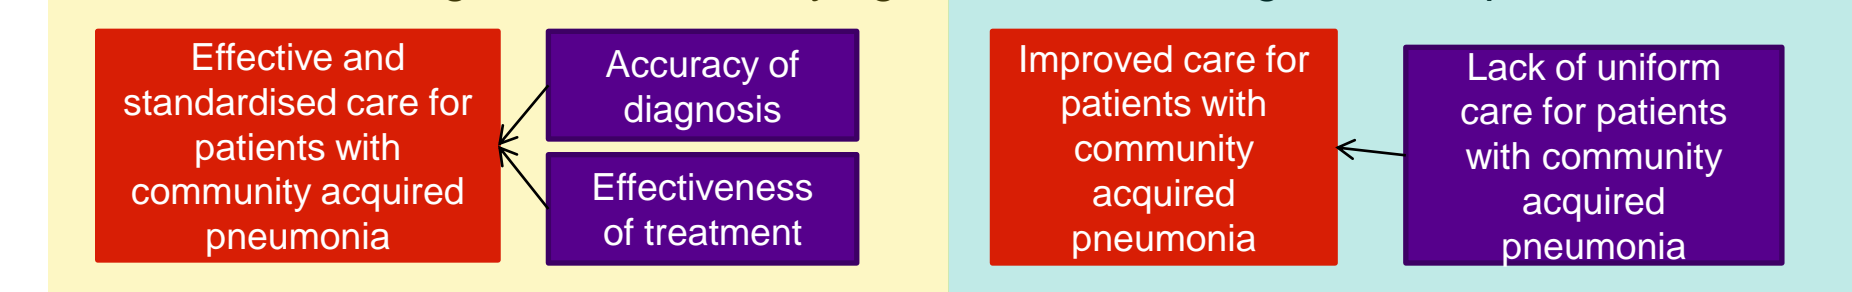 Effective and
standardised care for
patients with
community acquired
pneumonia
Accuracy of
diagnosis
Effectiveness
of treatment
Improved care for
patients with
community
acquired
pneumonia
Lack of uniform
care for patients
with community
acquired
pneumonia